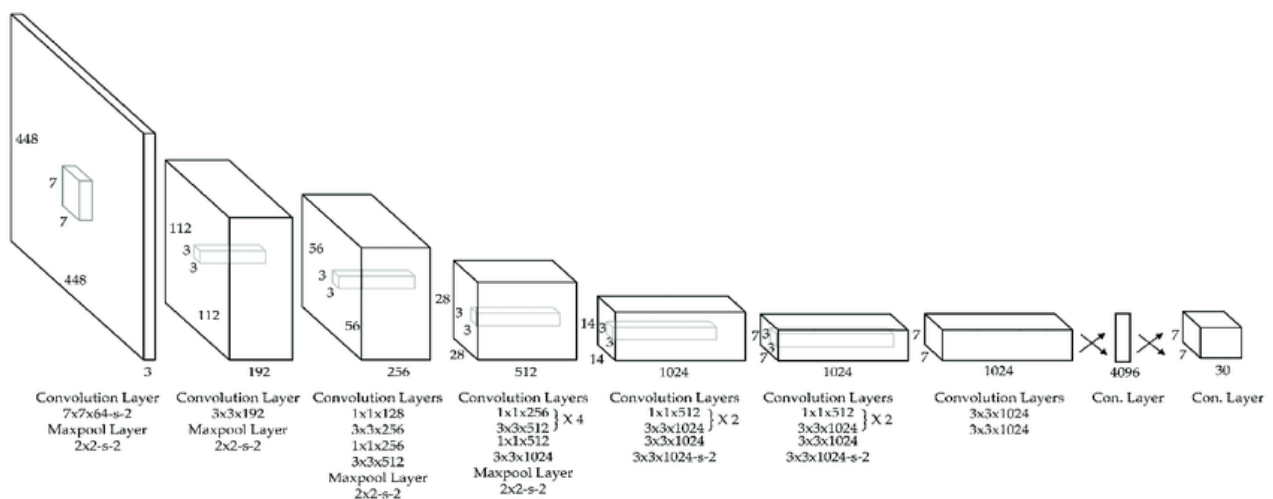 448
7
7
448
3
112
3
3
112
192
56
3
3
56
256
28
3
3
28
512
14
3
3
14
1024
7
3
3
7
1024
7
7
1024
4096
7
7
30
Convolution Layer
7x7x64-s-2
Maxpool Layer
2x2-s-2
Convolution Layer
3x3x192
Maxpool Layer
2x2-s-2
Convolution Layers
1x1x128
3x3x256
1x1x256
3x3x512
Maxpool Layer
2x2-s-2
Convolution Layers
1x1x256
3x3x512 } X 4
1x1x512
3x3x1024
Maxpool Layer
2x2-s-2
Convolution Layers
1x1x512
3x3x1024 } X 2
3x3x1024
3x3x1024-s-2
Convolution Layers
1x1x512
3x3x1024 } X 2
3x3x1024
3x3x1024-s-2
Convolution Layers
3x3x1024
3x3x1024
Con. Layer
Con. Layer